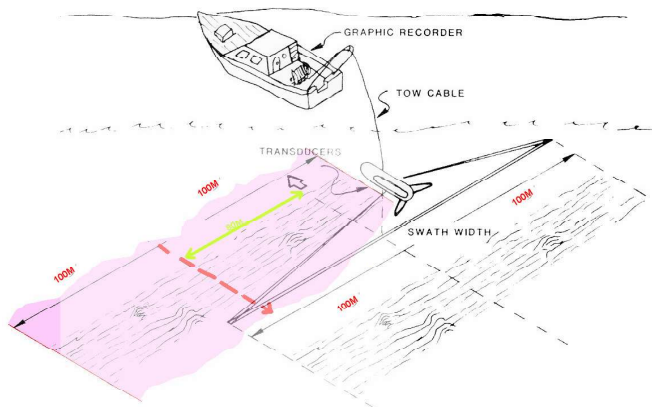 GRAPHIC RECORDER
TOW CABLE
TRANSDUCERS
100M
100M
SWATH WIDTH
100M
100M